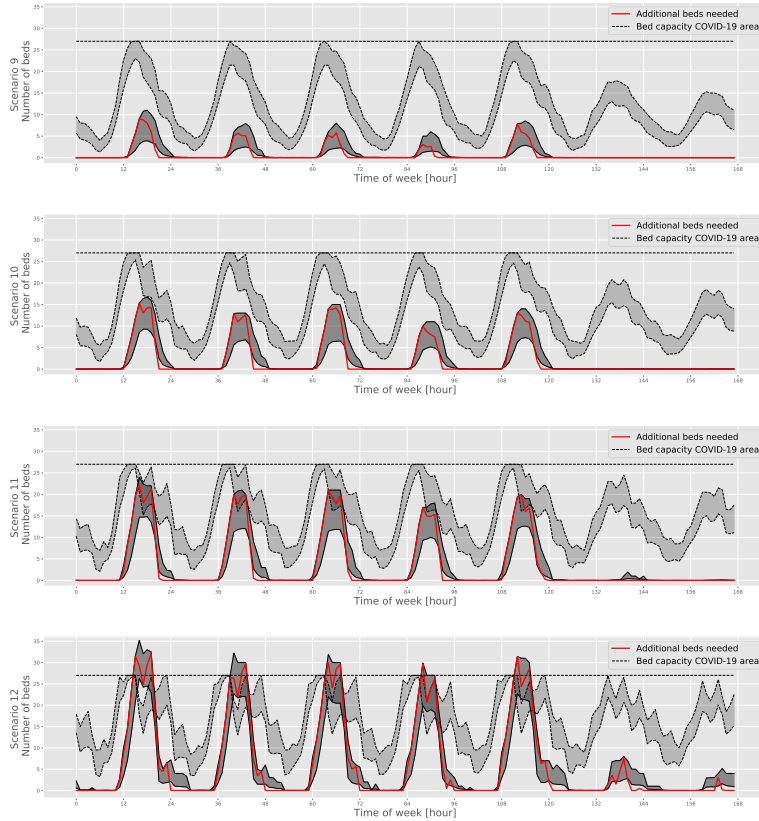 Additional beds needed
Bed capacity COVID-19 area
Scenario 9
Number of beds
35
30
25
20
15
10
5
0
0 12 24 36 48 60 72 84 96 108 120 132 144 156 168
Time of week [hour]
Additional beds needed
Bed capacity COVID-19 area
Scenario 10
Number of beds
35
30
25
20
15
10
5
0
0 12 24 36 48 60 72 84 96 108 120 132 144 156 168
Time of week [hour]
Additional beds needed
Bed capacity COVID-19 area
Scenario 11
Number of beds
35
30
25
20
15
10
5
0
0 12 24 36 48 60 72 84 96 108 120 132 144 156 168
Time of week [hour]
Additional beds needed
Bed capacity COVID-19 area
Scenario 12
Number of beds
35
30
25
20
15
10
5
0
0 12 24 36 48 60 72 84 96 108 120 132 144 156 168
Time of week [hour]